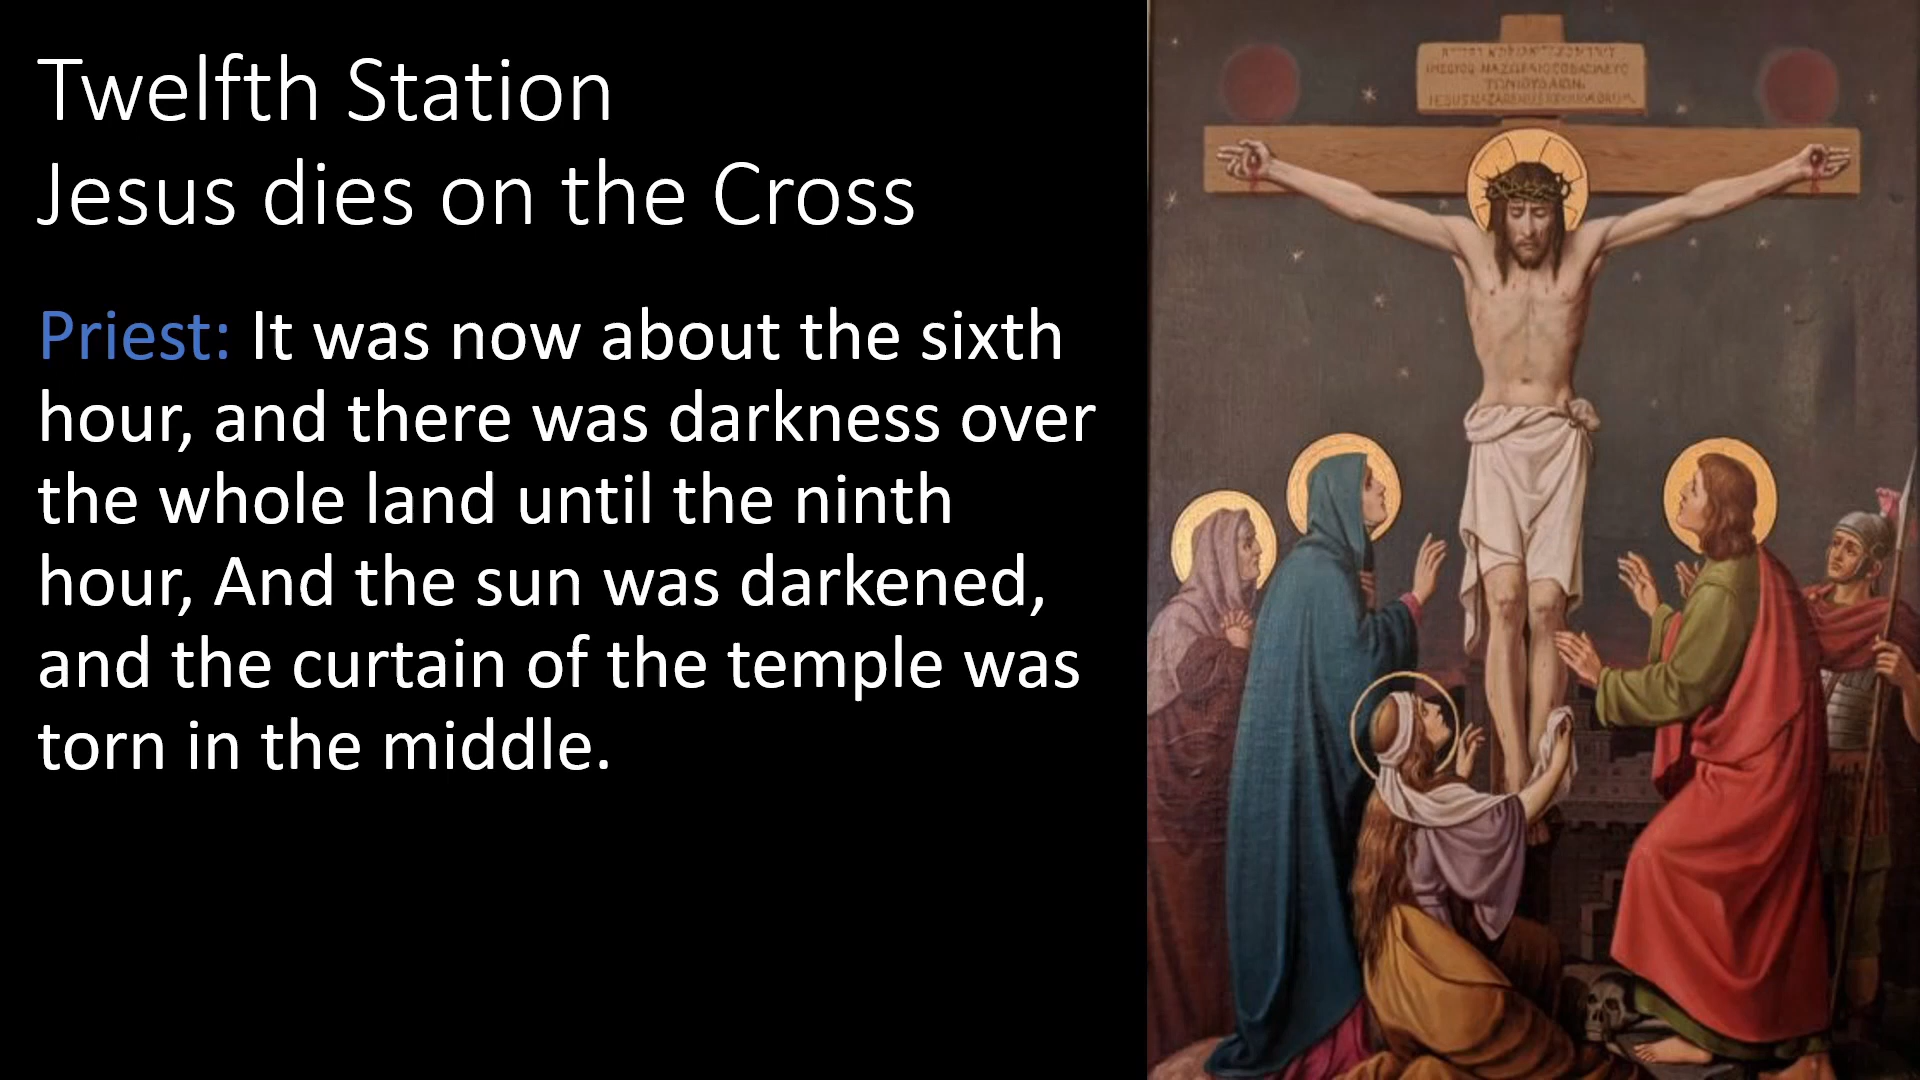 Twelfth Station
Jesus dies on the Cross
Priest: It was now about the sixth
hour, and there was darkness over
the whole land until the ninth
hour, And the sun was darkened,
and the curtain of the temple was
torn in the middle.